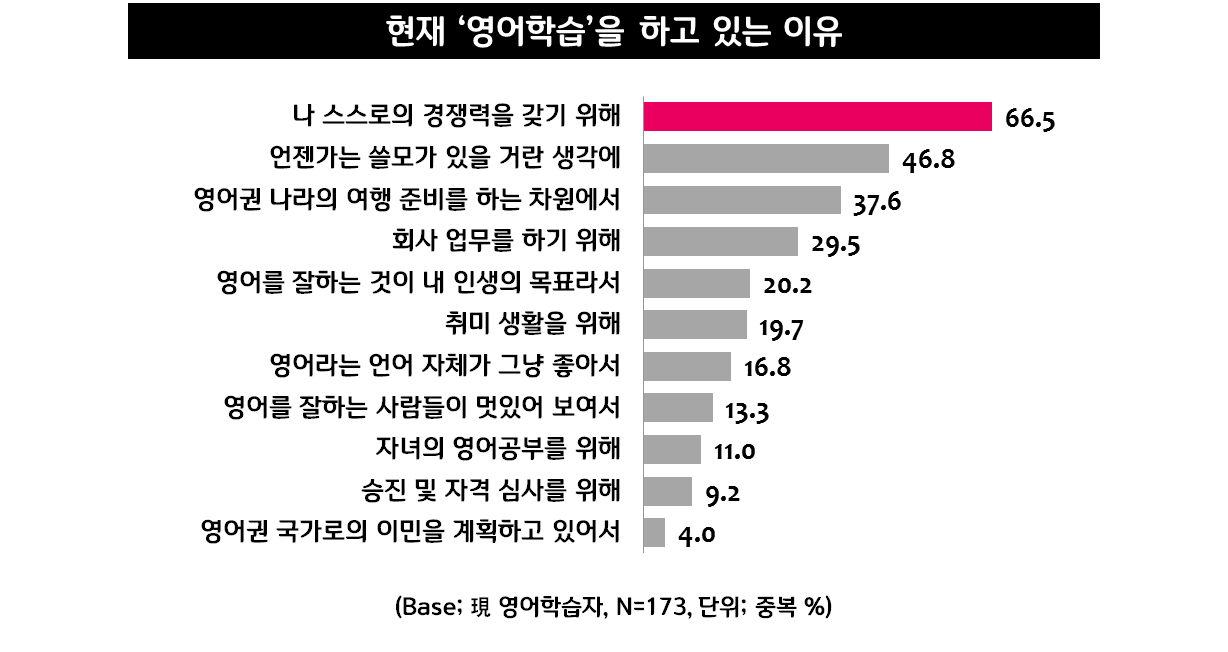 현재 ‘영어학습’을 하고 있는 이유
나 스스로의 경쟁력을 갖기 위해 66.5
언젠가는 쓸모가 있을 거란 생각에 46.8
영어권 나라의 여행 준비를 하는 차원에서 37.6
회사 업무를 하기 위해 29.5
영어를 잘하는 것이 내 인생의 목표라서 20.2
취미 생활을 위해 19.7
영어라는 언어 자체가 그냥 좋아서 16.8
영어를 잘하는 사람들이 멋있어 보여서 13.3
자녀의 영어공부를 위해 11.0
승진 및 자격 심사를 위해 9.2
영어권 국가로의 이민을 계획하고 있어서 4.0
(Base; 現 영어학습자, N=173, 단위; 중복 %)